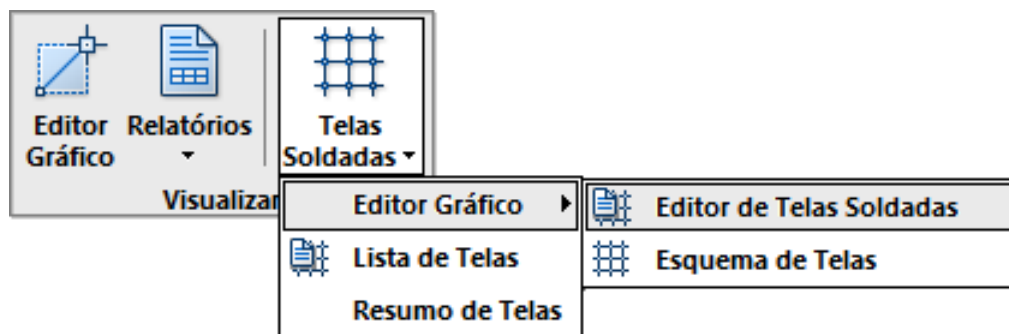 Editor Gráfico
Relatórios
Telas Soldadas
Visualizar
Editor Gráfico
Editor de Telas Soldadas
Lista de Telas
Esquema de Telas
Resumo de Telas